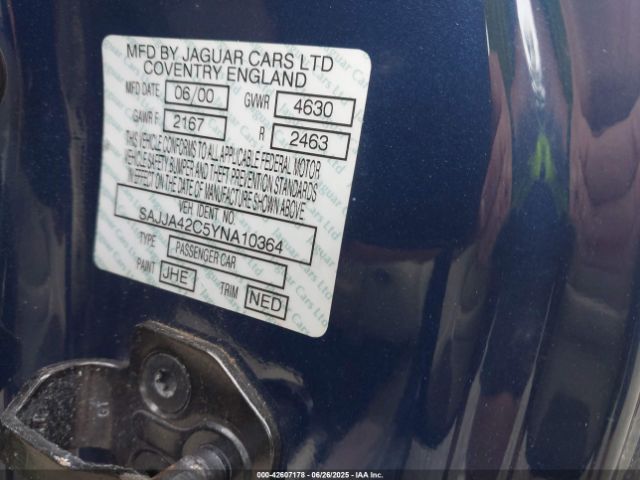 MFD BY JAGUAR CARS LTD
COVENTRY ENGLAND
MFD DATE 06/00 GVWR 4630
GAWR F 2167 R 2463
THIS VEHICLE CONFORMS TO ALL APPLICABLE FEDERAL MOTOR
VEHICLE SAFETY BUMPER AND THEFT PREVENTION STANDARDS
IN EFFECT ON THE DATE OF MANUFACTURE SHOWN ABOVE
VEH. IDENT NO.
SAJJA42C5YNA10364
TYPE PASSENGER CAR
PAINT JHE TRIM NED
000-42607178 - 06/26/2025 - IAA Inc.